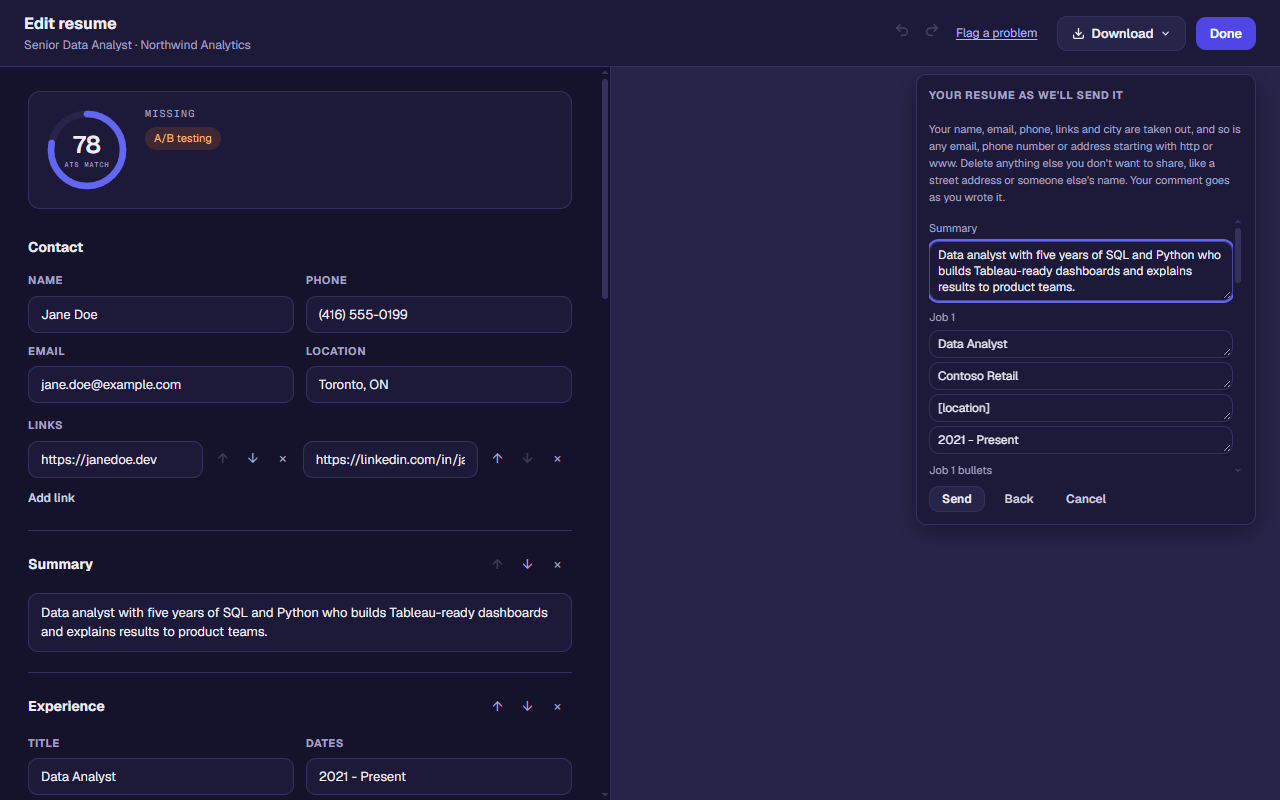 Edit resume
Senior Data Analyst · Northwind Analytics
Flag a problem
Download
Done
78
ATS MATCH
MISSING
A/B testing
Contact
NAME
PHONE
Jane Doe
(416) 555-0199
EMAIL
LOCATION
jane.doe@example.com
Toronto, ON
LINKS
https://janedoe.dev
https://linkedin.com/in/ja
Add link
Summary
Data analyst with five years of SQL and Python who builds Tableau-ready dashboards
and explains results to product teams.
Experience
TITLE
DATES
Data Analyst
2021 - Present
YOUR RESUME AS WE'LL SEND IT
Your name, email, phone, links and city are taken out, and so is
any email, phone number or address starting with http or
www. Delete anything else you don't want to share, like a
street address or someone else's name. Your comment goes
as you wrote it.
Summary
Data analyst with five years of SQL and Python who
builds Tableau-ready dashboards and explains
results to product teams.
Job 1
Data Analyst
Contoso Retail
[location]
2021 - Present
Job 1 bullets
Send
Back
Cancel